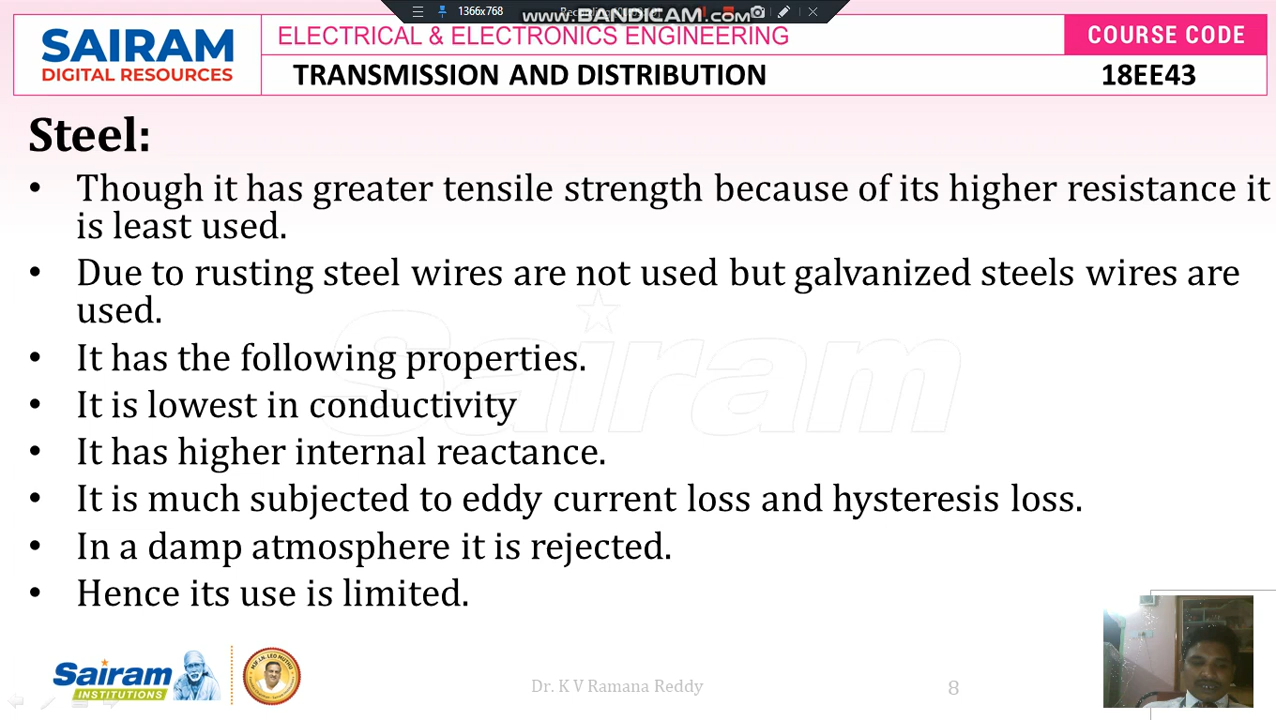 1366x768
www.BANDICAM.com
SAIRAM
DIGITAL RESOURCES
ELECTRICAL & ELECTRONICS ENGINEERING
COURSE CODE
TRANSMISSION AND DISTRIBUTION
18EE43
Steel:
• Though it has greater tensile strength because of its higher resistance it
is least used.
• Due to rusting steel wires are not used but galvanized steels wires are
used.
• It has the following properties.
• It is lowest in conductivity
• It has higher internal reactance.
• It is much subjected to eddy current loss and hysteresis loss.
• In a damp atmosphere it is rejected.
• Hence its use is limited.
Sairam
Sairam
INSTITUTIONS
Dr. K V Ramana Reddy
8